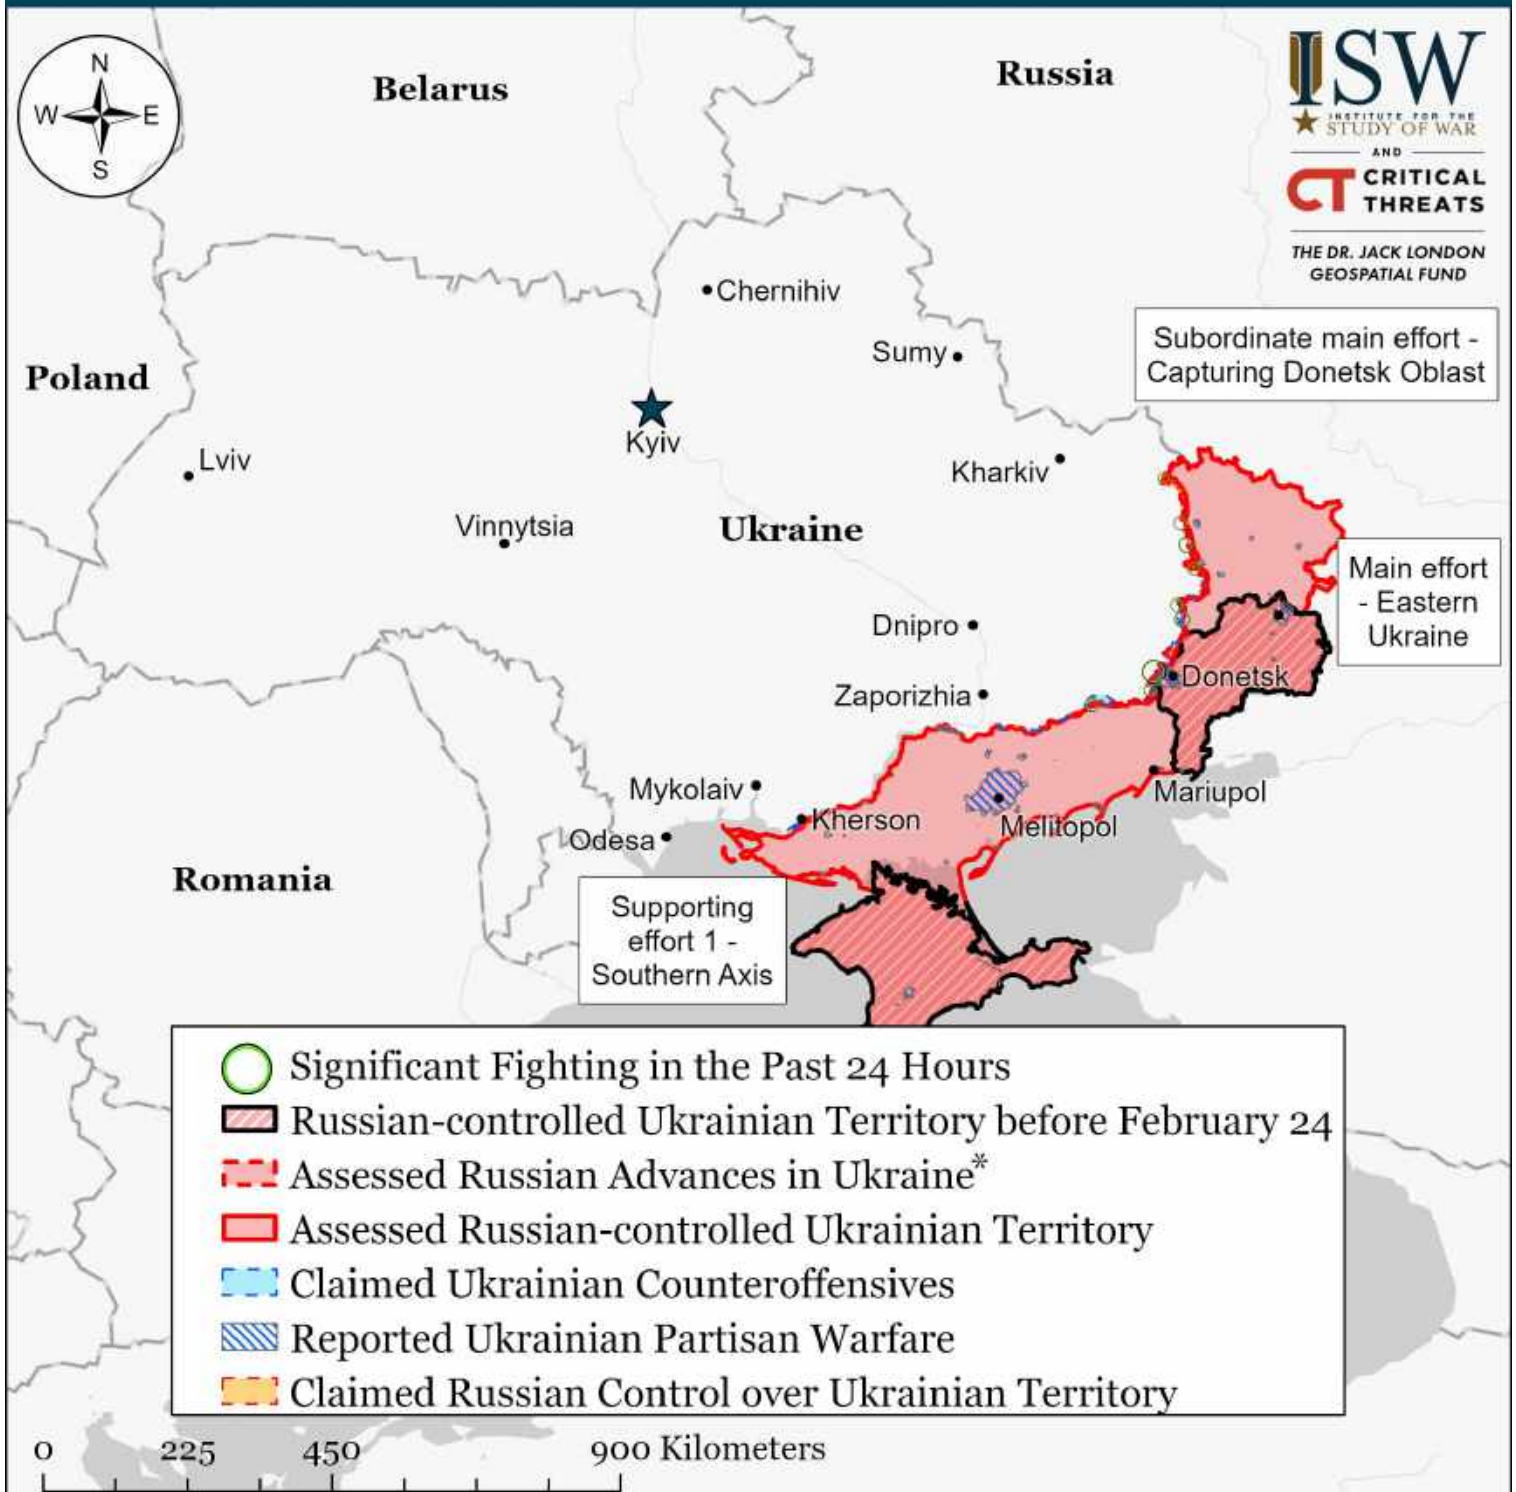 N
W E
S
Belarus
Russia
ISW
INSTITUTE FOR THE
STUDY OF WAR
AND
CT CRITICAL
THREATS
THE DR. JACK LONDON
GEOSPATIAL FUND
Chernihiv
Subordinate main effort -
Capturing Donetsk Oblast
Sumy
Poland
Kyiv
Lviv
Kharkiv
Vinnytsia
Ukraine
Main effort
- Eastern
Ukraine
Dnipro
Donetsk
Zaporizhia
Mykolaiv
Mariupol
Kherson
Melitopol
Odesa
Romania
Supporting
effort 1 -
Southern Axis
Significant Fighting in the Past 24 Hours
Russian-controlled Ukrainian Territory before February 24
Assessed Russian Advances in Ukraine*
Assessed Russian-controlled Ukrainian Territory
Claimed Ukrainian Counteroffensives
Reported Ukrainian Partisan Warfare
Claimed Russian Control over Ukrainian Territory
0 225 450 900 Kilometers